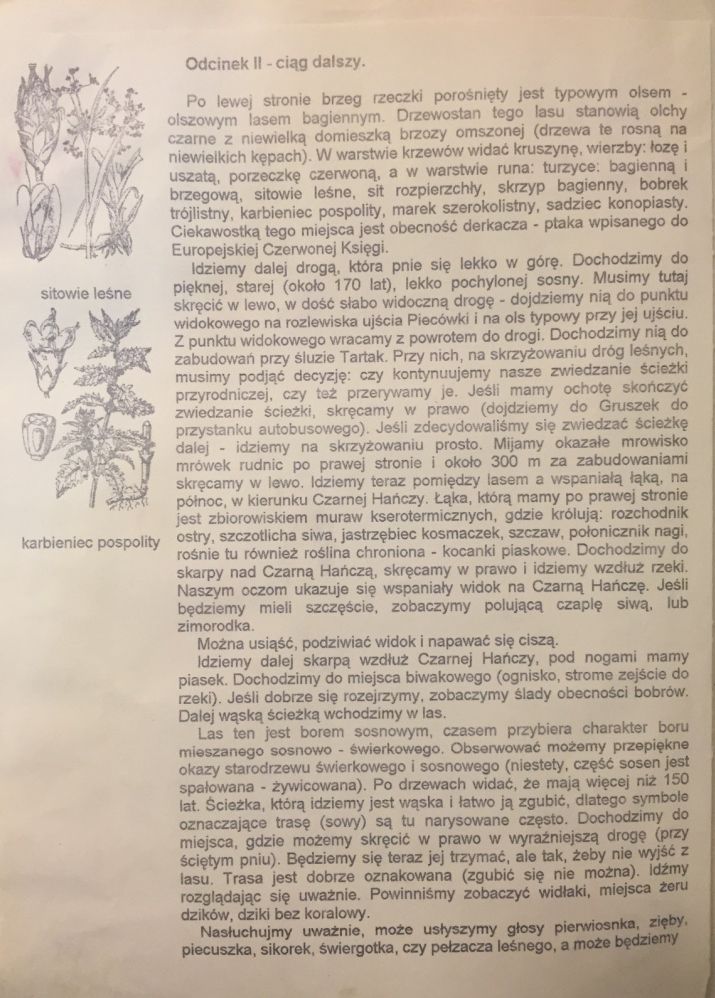 Odcinek II - ciąg dalszy.
Po lewej stronie brzeg rzeczki porośnięty jest typowym olsem -
olszowym lasem bagiennym. Drzewostan tego lasu stanowią olchy
czarne z niewielką domieszką brzozy omszonej (drzewa te rosną na
niewielkich kępach). W warstwie krzewów widać kruszynę, wierzby: łozę i
uszatą, porzeczkę czerwoną, a w warstwie runa: turzyce: bagienną i
brzegową, sitowie leśne, sit rozpierzchły, skrzyp bagienny, bobrek
trójlistny, karbieniec pospolity, marek szerokolistny, sadziec konopiasty.
Ciekawostką tego miejsca jest obecność derkacza - ptaka wpisanego do
Europejskiej Czerwonej Księgi.
Idziemy dalej drogą, która pnie się lekko w górę. Dochodzimy do
pięknej, starej (około 170 lat), lekko pochylonej sosny. Musimy tutaj
skręcić w lewo, w dość słabo widoczną drogę - dojdziemy nią do punktu
widokowego na rozlewiska ujścia Piecówki i na ols typowy przy jej ujściu.
Z punktu widokowego wracamy z powrotem do drogi. Dochodzimy nią do
zabudowań przy śluzie Tartak. Przy nich, na skrzyżowaniu dróg leśnych,
musimy podjąć decyzję: czy kontynuujemy nasze zwiedzanie ścieżki
przyrodniczej, czy też przerywamy je. Jeśli mamy ochotę skończyć
zwiedzanie ścieżki, skręcamy w prawo (dojdziemy do Gruszek do
przystanku autobusowego). Jeśli zdecydowaliśmy się zwiedzać ścieżkę
dalej - idziemy na skrzyżowaniu prosto. Mijamy okazałe mrowisko
mrówek rudnic po prawej stronie i około 300 m za zabudowaniami
skręcamy w lewo. Idziemy teraz pomiędzy lasem a wspaniałą łąką, na
północ, w kierunku Czarnej Hańczy. Łąka, którą mamy po prawej stronie
jest zbiorowiskiem muraw kserotermicznych, gdzie królują: rozchodnik
ostry, szczotlicha siwa, jastrzębiec kosmaczek, szczaw, połonicznik nagi,
rośnie tu również roślina chroniona - kocanki piaskowe. Dochodzimy do
skarpy nad Czarną Hańczą, skręcamy w prawo i idziemy wzdłuż rzeki.
Naszym oczom ukazuje się wspaniały widok na Czarną Hańczę. Jeśli
będziemy mieli szczęście, zobaczymy polującą czaplę siwą, lub
zimorodka.
Można usiąść, podziwiać widok i napawać się ciszą.
Idziemy dalej skarpą wzdłuż Czarnej Hańczy, pod nogami mamy
piasek. Dochodzimy do miejsca biwakowego (ognisko, strome zejście do
rzeki). Jeśli dobrze się rozejrzymy, zobaczymy ślady obecności bobrów.
Dalej wąską ścieżką wchodzimy w las.
Las ten jest borem sosnowym, czasem przybiera charakter boru
mieszanego sosnowo - świerkowego. Obserwować możemy przepiękne
okazy starodrzewu świerkowego i sosnowego (niestety, część sosen jest
spałowana - żywicowana). Po drzewach widać, że mają więcej niż 150
lat. Ścieżka, którą idziemy jest wąska i łatwo ją zgubić, dlatego symbole
oznaczające trasę (sowy) są tu narysowane często. Dochodzimy do
miejsca, gdzie możemy skręcić w prawo w wyraźniejszą drogę (przy
ściętym pniu). Będziemy się teraz jej trzymać, ale tak, żeby nie wyjść z
lasu. Trasa jest dobrze oznakowana (zgubić się nie można). Idźmy
rozglądając się uważnie. Powinniśmy zobaczyć widłaki, miejsca żeru
dzików, dziki bez koralowy.
Nasłuchujmy uważnie, może usłyszymy głosy pierwiosnka, zięby,
piecuszka, sikorek, świergotka, czy pełzacza leśnego, a może będziemy
sitowie leśne
karbieniec pospolity